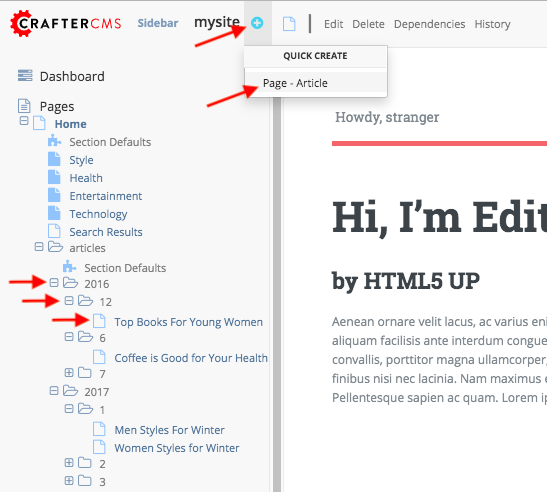 CRAFTERCMS Sidebar mysite Edit Delete Dependencies History
QUICK CREATE
Page - Article
Dashboard
Pages
Home
Section Defaults
Style
Health
Entertainment
Technology
Search Results
articles
Section Defaults
2016
12
Top Books For Young Women
6
Coffee is Good for Your Health
7
2017
1
Men Styles For Winter
Women Styles for Winter
2
3
Howdy, stranger
Hi, I'm Edit
by HTML5 UP
Aenean ornare velit lacus, ac varius eni
aliquam facilisis ante interdum congue
convallis, porttitor magna ullamcorper,
finibus nisi nec lacinia. Nam maximus e
Pellentesque sapien ac quam. Lorem ip